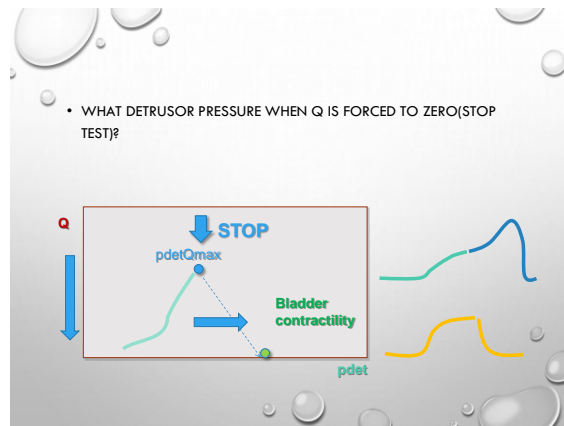 • WHAT DETRUSOR PRESSURE WHEN Q IS FORCED TO ZERO(STOP
TEST)?
Q
STOP
pdetQmax
Bladder
contractility
pdet